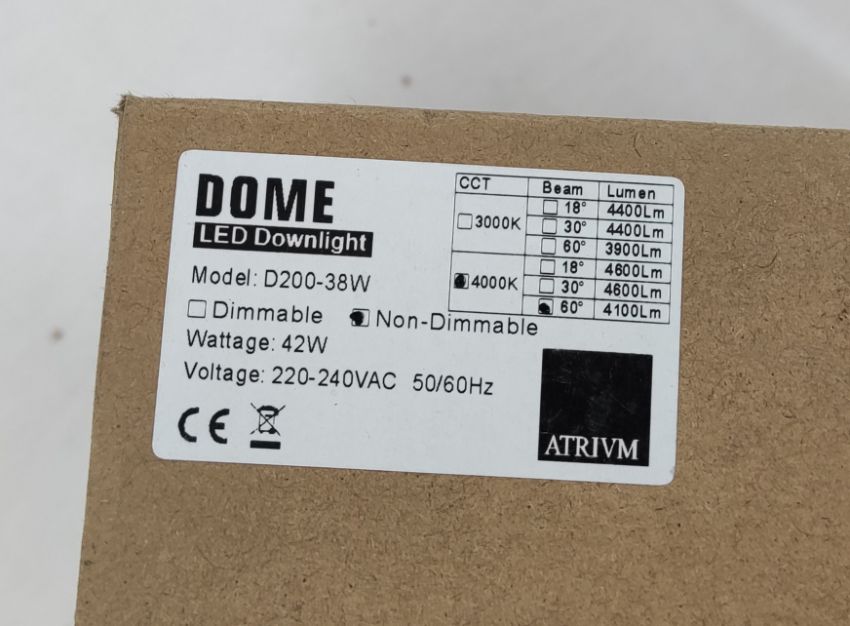 DOME
LED Downlight
Model: D200-38W
Dimmable Non-Dimmable
Wattage: 42W
Voltage: 220-240VAC 50/60Hz
CE
CCT Beam Lumen
3000K
18° 4400Lm
30° 4400Lm
60° 3900Lm
4000K
18° 4600Lm
30° 4600Lm
60° 4100Lm
ATRIVM